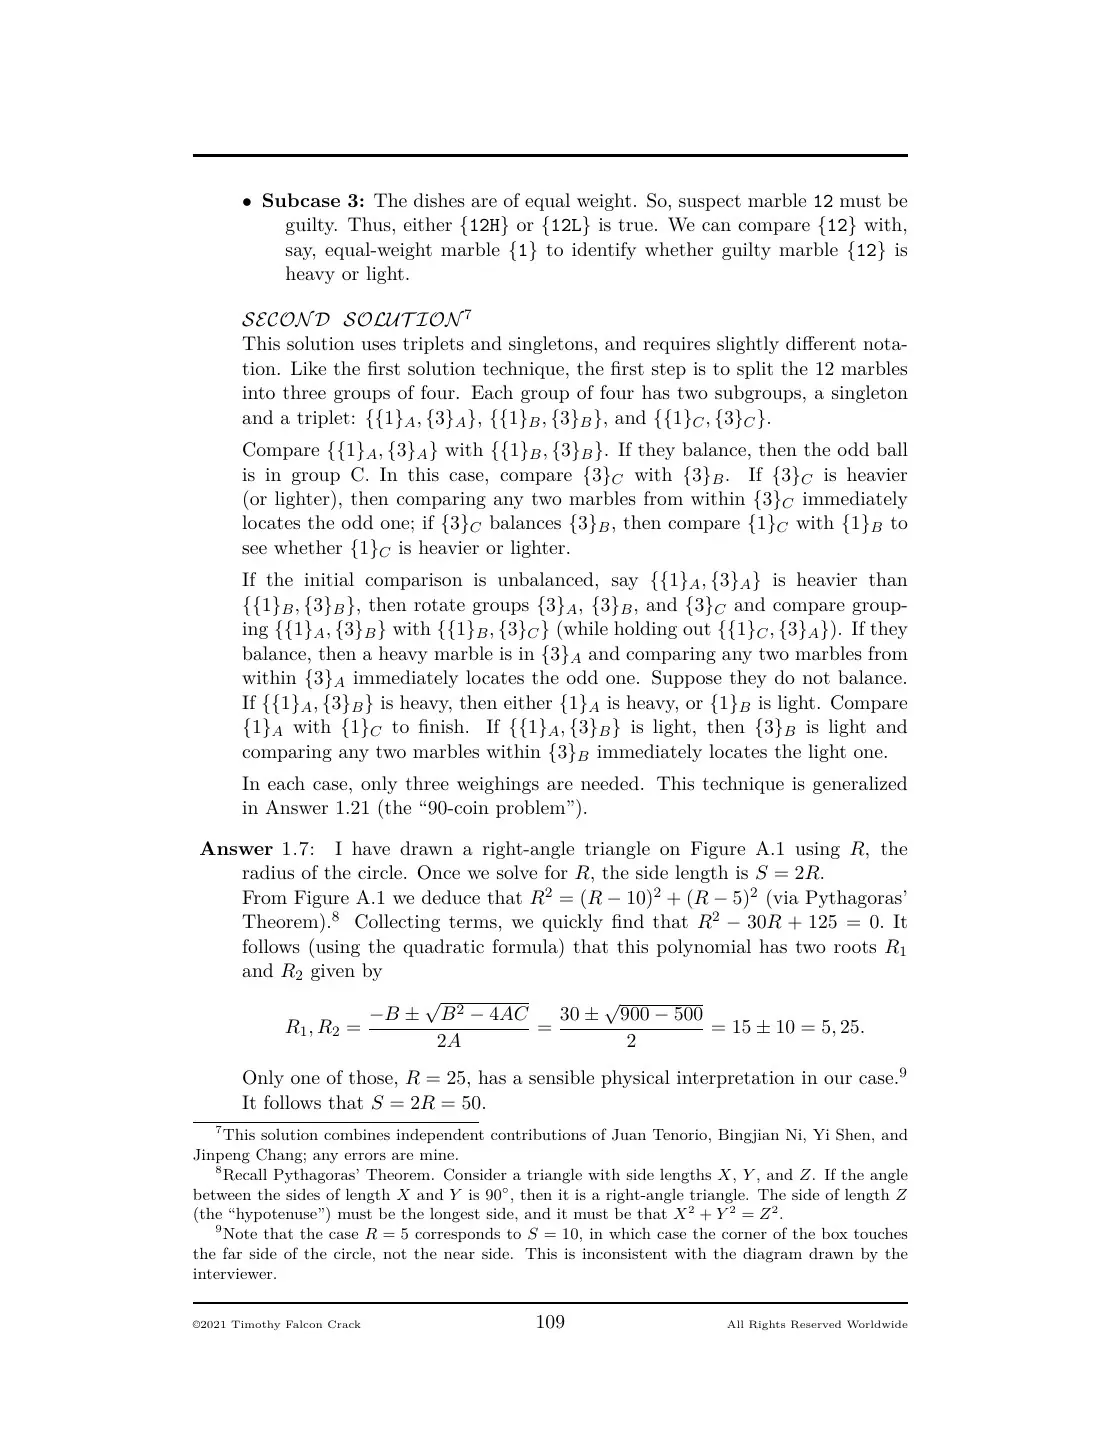 • Subcase 3: The dishes are of equal weight. So, suspect marble 12 must be
guilty. Thus, either {12H} or {12L} is true. We can compare {12} with,
say, equal-weight marble {1} to identify whether guilty marble {12} is
heavy or light.
SECOND SOLUTION⁷
This solution uses triplets and singletons, and requires slightly different nota-
tion. Like the first solution technique, the first step is to split the 12 marbles
into three groups of four. Each group of four has two subgroups, a singleton
and a triplet: {{1}_A, {3}_A}, {{1}_B, {3}_B}, and {{1}_C, {3}_C}.
Compare {{1}_A, {3}_A} with {{1}_B, {3}_B}. If they balance, then the odd ball
is in group C. In this case, compare {3}_C with {3}_B. If {3}_C is heavier
(or lighter), then comparing any two marbles from within {3}_C immediately
locates the odd one; if {3}_C balances {3}_B, then compare {1}_C with {1}_B to
see whether {1}_C is heavier or lighter.
If the initial comparison is unbalanced, say {{1}_A, {3}_A} is heavier than
{{1}_B, {3}_B}, then rotate groups {3}_A, {3}_B, and {3}_C and compare group-
ing {{1}_A, {3}_B} with {{1}_B, {3}_C} (while holding out {{1}_C, {3}_A}). If they
balance, then a heavy marble is in {3}_A and comparing any two marbles from
within {3}_A immediately locates the odd one. Suppose they do not balance.
If {{1}_A, {3}_B} is heavy, then either {1}_A is heavy, or {1}_B is light. Compare
{1}_A with {1}_C to finish. If {{1}_A, {3}_B} is light, then {3}_B is light and
comparing any two marbles within {3}_B immediately locates the light one.
In each case, only three weighings are needed. This technique is generalized
in Answer 1.21 (the “90-coin problem”).
Answer 1.7: I have drawn a right-angle triangle on Figure A.1 using R, the
radius of the circle. Once we solve for R, the side length is S = 2R.
From Figure A.1 we deduce that R² = (R − 10)² + (R − 5)² (via Pythagoras’
Theorem).⁸ Collecting terms, we quickly find that R² − 30R + 125 = 0. It
follows (using the quadratic formula) that this polynomial has two roots R₁
and R₂ given by
R₁, R₂ = (−B ± √(B² − 4AC))/(2A) = (30 ± √(900 − 500))/2 = 15 ± 10 = 5, 25.
Only one of those, R = 25, has a sensible physical interpretation in our case.⁹
It follows that S = 2R = 50.
⁷This solution combines independent contributions of Juan Tenorio, Bingjian Ni, Yi Shen, and
Jinpeng Chang; any errors are mine.
⁸Recall Pythagoras’ Theorem. Consider a triangle with side lengths X, Y, and Z. If the angle
between the sides of length X and Y is 90°, then it is a right-angle triangle. The side of length Z
(the “hypotenuse”) must be the longest side, and it must be that X² + Y² = Z².
⁹Note that the case R = 5 corresponds to S = 10, in which case the corner of the box touches
the far side of the circle, not the near side. This is inconsistent with the diagram drawn by the
interviewer.
©2021 Timothy Falcon Crack 109 All Rights Reserved Worldwide